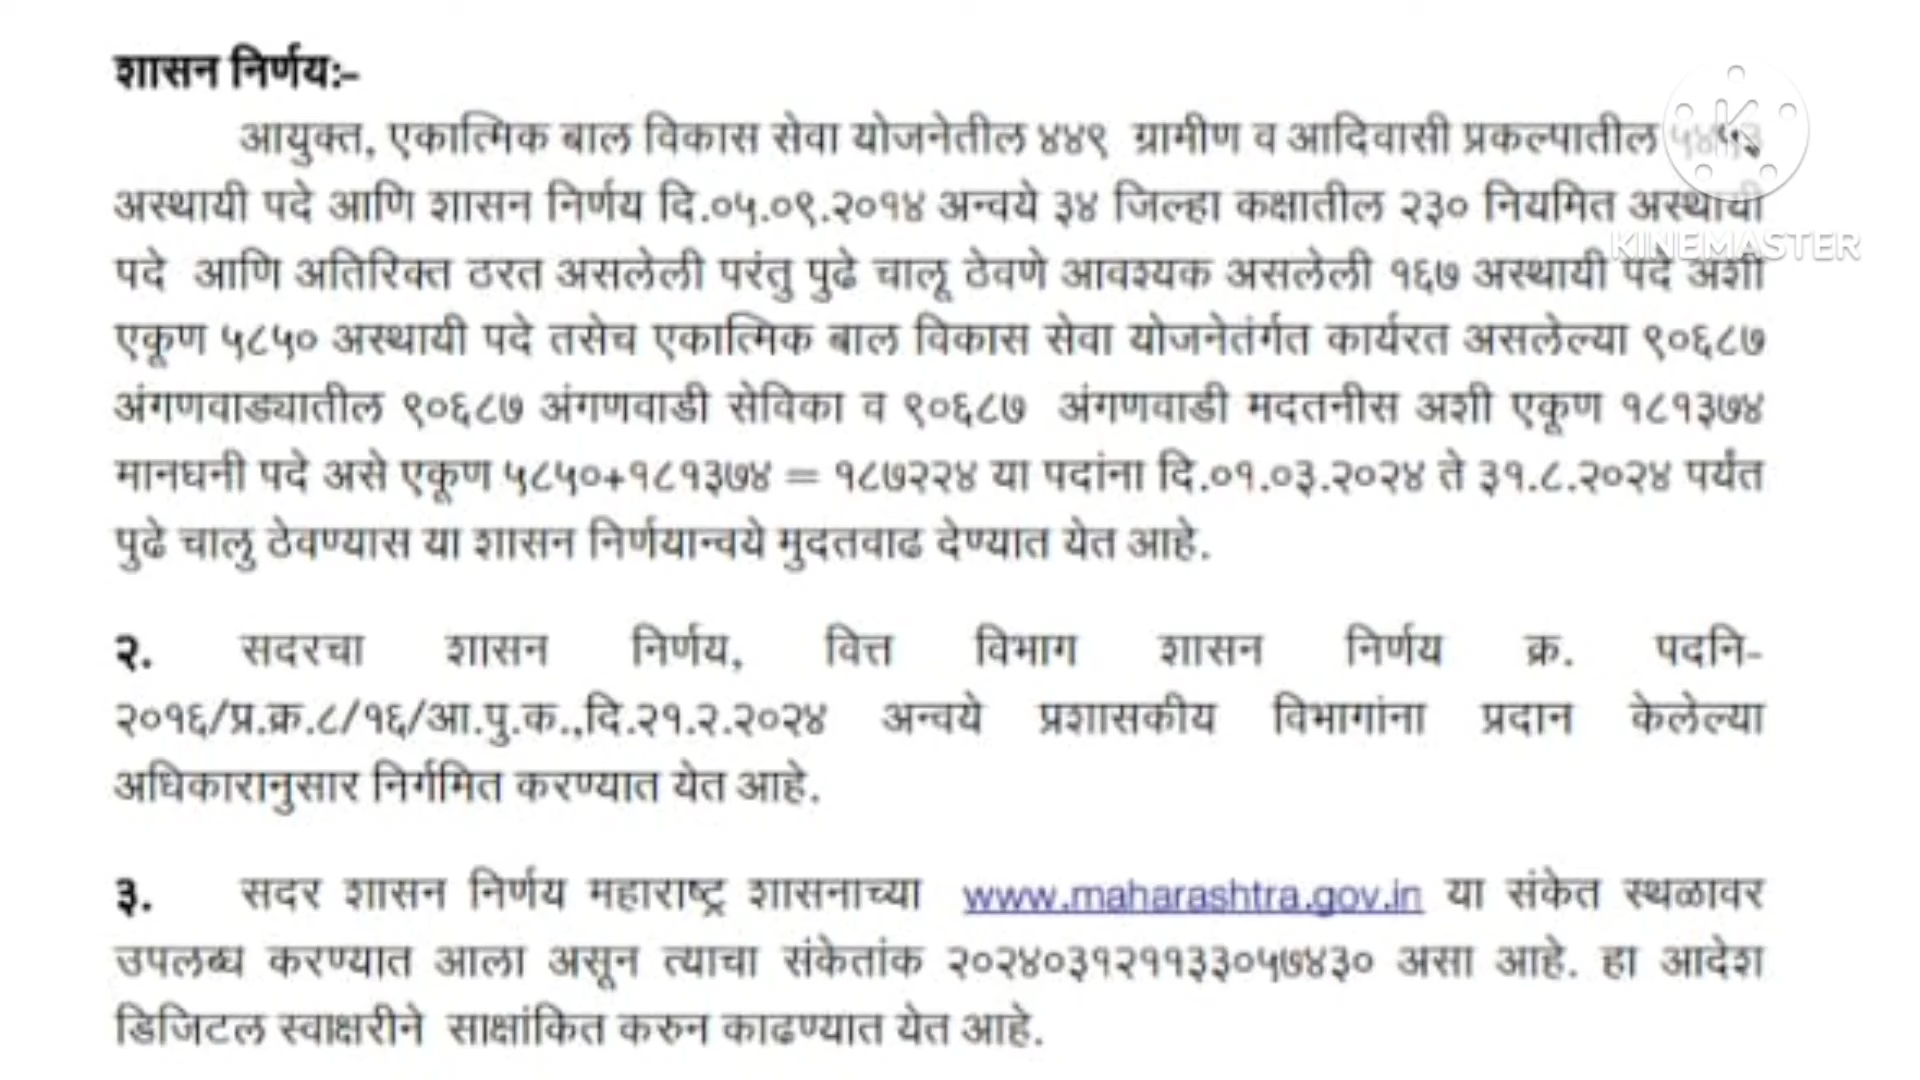 शासन निर्णय:-
आयुक्त, एकात्मिक बाल विकास सेवा योजनेतील ४४९ ग्रामीण व आदिवासी प्रकल्पातील
अस्थायी पदे आणि शासन निर्णय दि.०५.०९.२०१४ अन्वये ३४ जिल्हा कक्षातील २३० नियमित अस्थायी
पदे आणि अतिरिक्त ठरत असलेली परंतु पुढे चालू ठेवणे आवश्यक असलेली १६७ अस्थायी पदे अशी
KINEMASTER
एकूण ५८५० अस्थायी पदे तसेच एकात्मिक बाल विकास सेवा योजनेतंर्गत कार्यरत असलेल्या ९०६८७
अंगणवाड्यातील ९०६८७ अंगणवाडी सेविका व ९०६८७ अंगणवाडी मदतनीस अशी एकूण १८१३७४
मानधनी पदे असे एकूण ५८५०+१८१३७४ = १८७२२४ या पदांना दि.०१.०३.२०२४ ते ३१.८.२०२४ पर्यंत
पुढे चालु ठेवण्यास या शासन निर्णयान्वये मुदतवाढ देण्यात येत आहे.
२. सदरचा शासन निर्णय, वित्त विभाग शासन निर्णय क्र. पदनि-
२०१६/प्र.क्र.८/१६/आ.पु.क.,दि.२१.२.२०२४ अन्वये प्रशासकीय विभागांना प्रदान केलेल्या
अधिकारानुसार निर्गमित करण्यात येत आहे.
३. सदर शासन निर्णय महाराष्ट्र शासनाच्या www.maharashtra.gov.in या संकेत स्थळावर
उपलब्ध करण्यात आला असून त्याचा संकेतांक २०२४०३१२११३३०५७४३० असा आहे. हा आदेश
डिजिटल स्वाक्षरीने साक्षांकित करुन काढण्यात येत आहे.